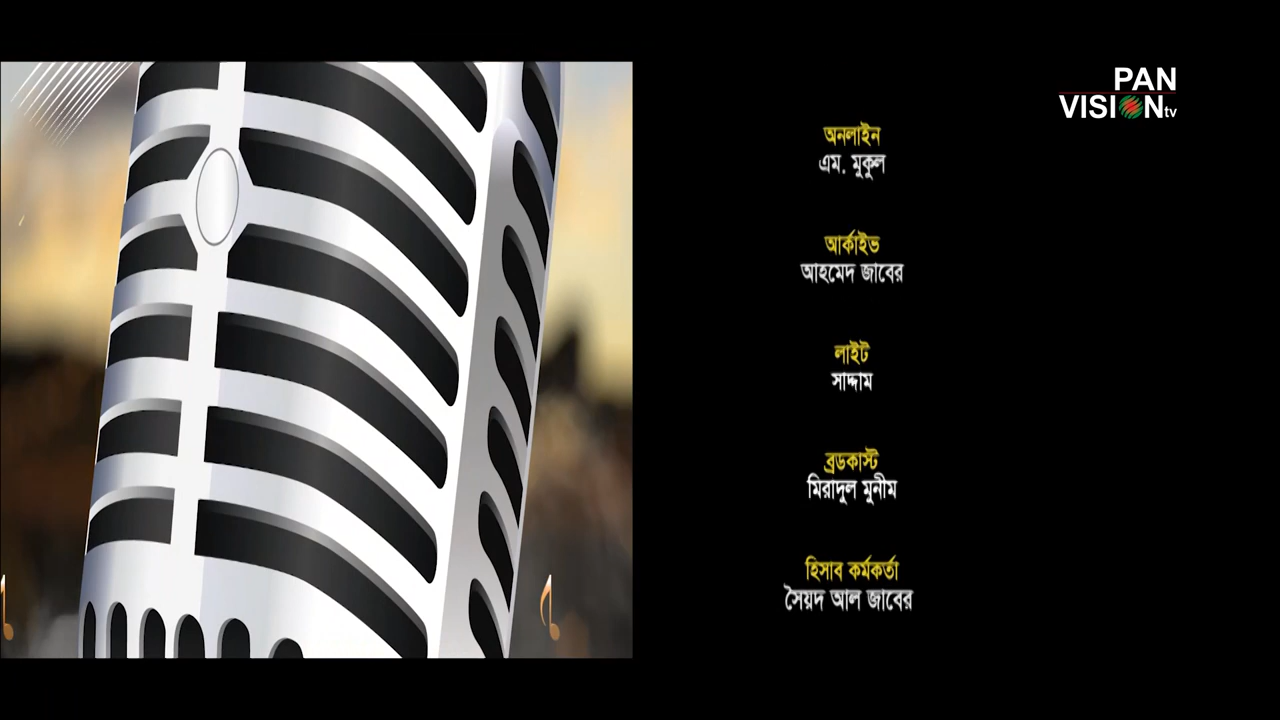 PAN
VISION tv
অনলাইন
এম. মুকুল
আর্কাইভ
আহমেদ জাবের
লাইট
সাদ্দাম
ব্রডকাস্ট
মিরাদুল মুনীম
হিসাব কর্মকর্তা
সৈয়দ আল জাবের